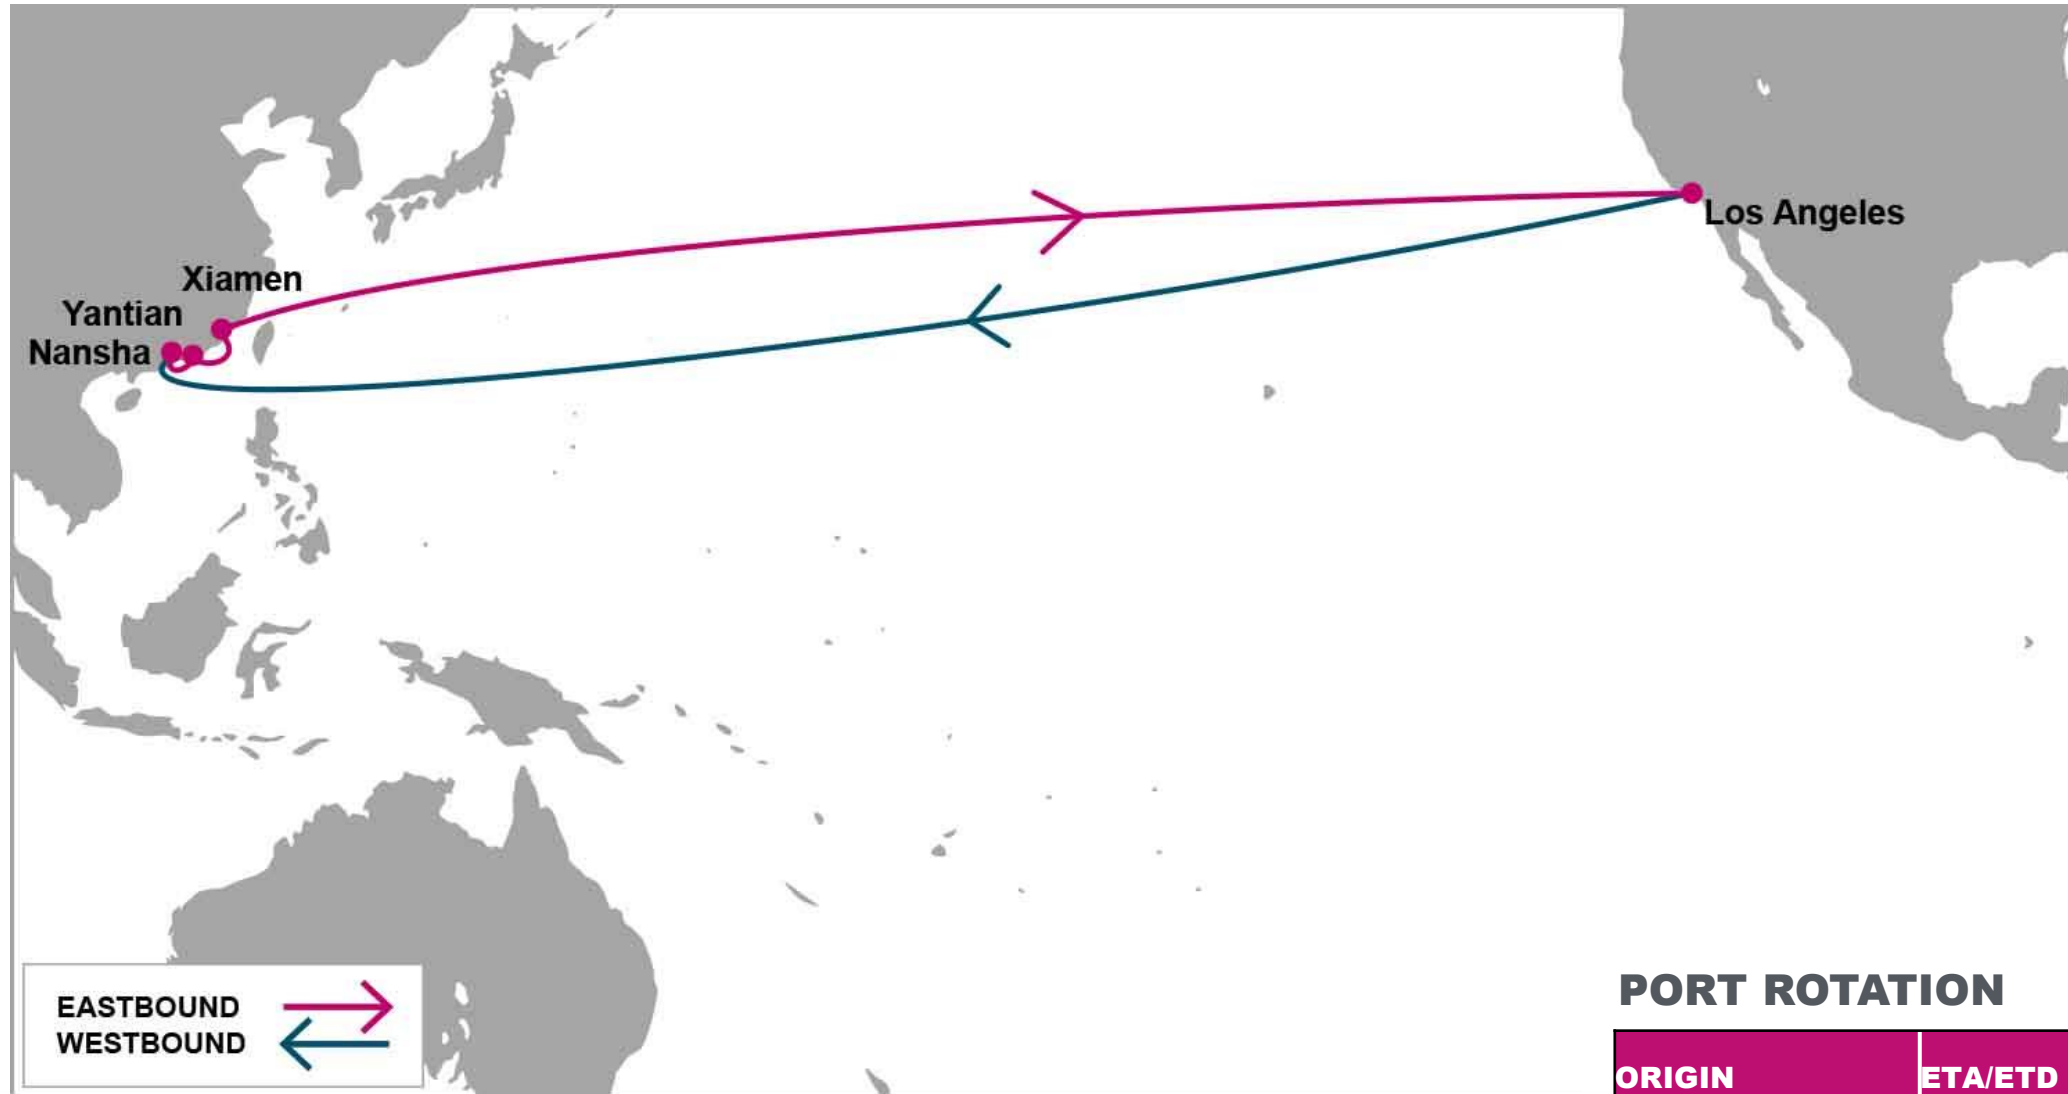 Los Angeles
Xiamen
Yantian
Nansha
EASTBOUND
WESTBOUND
PORT ROTATION
ORIGIN ETA/ETD